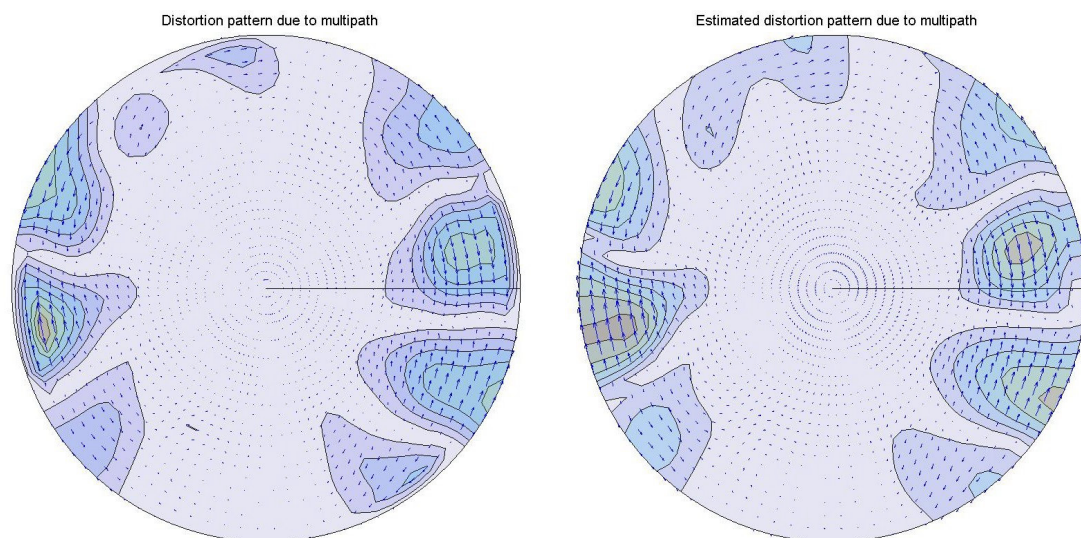 Distortion pattern due to multipath
Estimated distortion pattern due to multipath